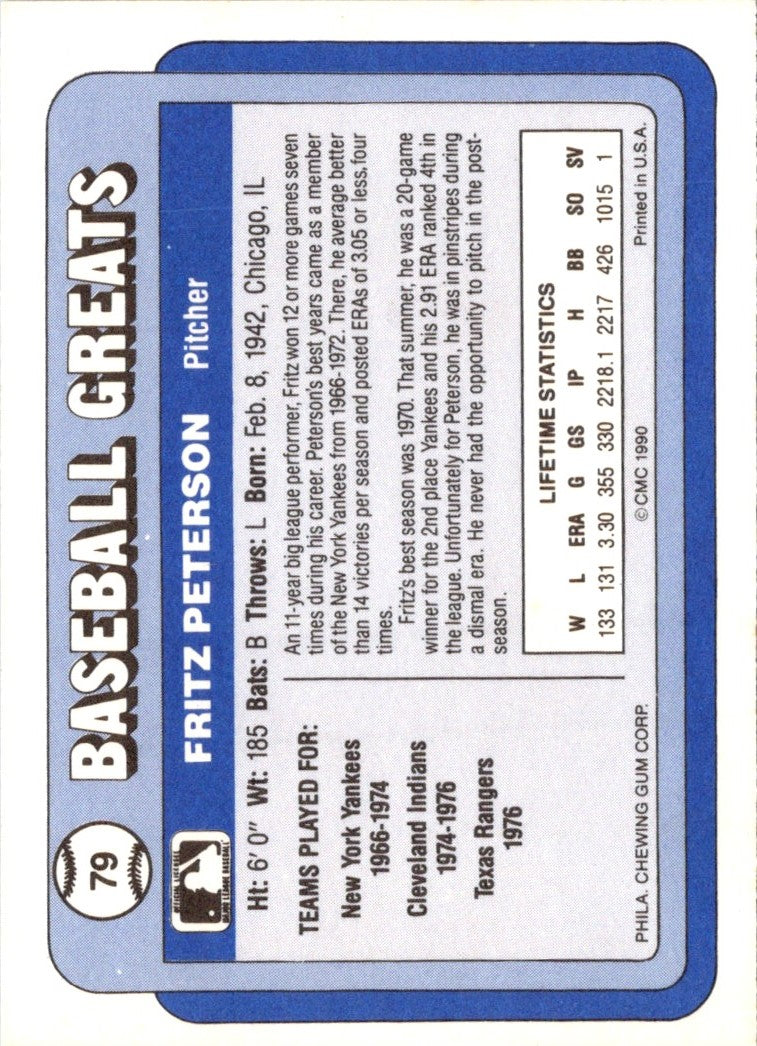 79
BASEBALL GREATS
OFFICIAL LICENSEE
MAJOR LEAGUE BASEBALL
FRITZ PETERSON Pitcher
Ht: 6′ 0″ Wt: 185 Bats: B Throws: L Born: Feb. 8, 1942, Chicago, IL
TEAMS PLAYED FOR:
New York Yankees
1966-1974
Cleveland Indians
1974-1976
Texas Rangers
1976
An 11-year big league performer, Fritz won 12 or more games seven
times during his career. Peterson's best years came as a member
of the New York Yankees from 1966-1972. There, he average better
than 14 victories per season and posted ERAs of 3.05 or less, four
times.
Fritz's best season was 1970. That summer, he was a 20-game
winner for the 2nd place Yankees and his 2.91 ERA ranked 4th in
the league. Unfortunately for Peterson, he was in pinstripes during
a dismal era. He never had the opportunity to pitch in the post-
season.
LIFETIME STATISTICS
W L ERA G GS IP H BB SO SV
133 131 3.30 355 330 2218.1 2217 426 1015 1
PHILA. CHEWING GUM CORP. ©CMC 1990 Printed in U.S.A.